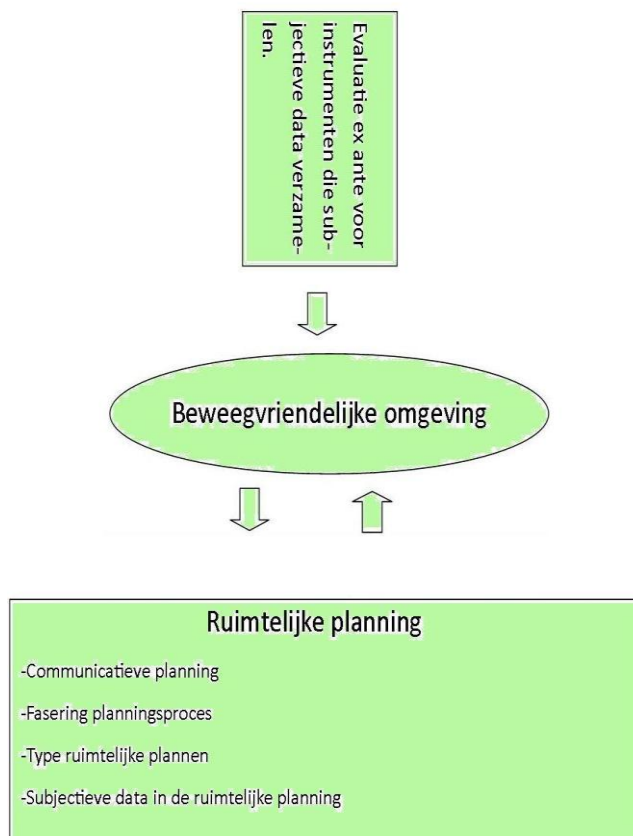 Evaluatie ex ante voor
instrumenten die sub-
jectieve data verzame-
len.
Beweegvriendelijke omgeving
Ruimtelijke planning
-Communicatieve planning
-Fasering planningsproces
-Type ruimtelijke plannen
-Subjectieve data in de ruimtelijke planning